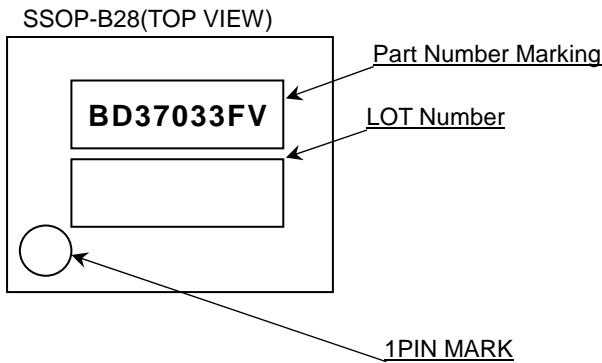 SSOP-B28(TOP VIEW)
Part Number Marking
BD37033FV
LOT Number
1PIN MARK